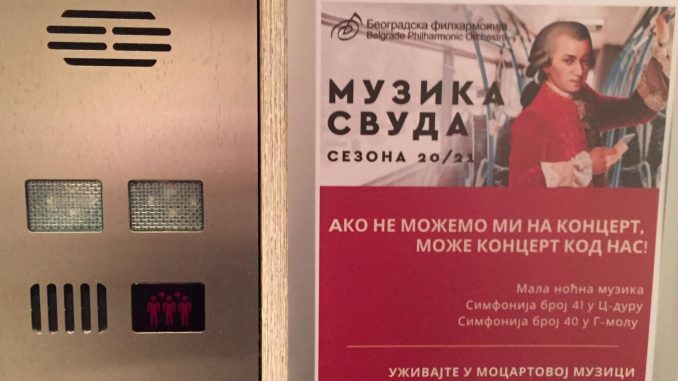 Београдска филхармонија
Belgrade Philharmonic Orchestra
МУЗИКА
СВУДА
СЕЗОНА 20/21
АКО НЕ МОЖЕМО МИ НА КОНЦЕРТ,
МОЖЕ КОНЦЕРТ КОД НАС!
Мала ноћна музика
Симфонија број 41 у Ц-дуру
Симфонија број 40 у Г-молу
УЖИВАЈТЕ У МОЦАРТОВОЈ МУЗИЦИ